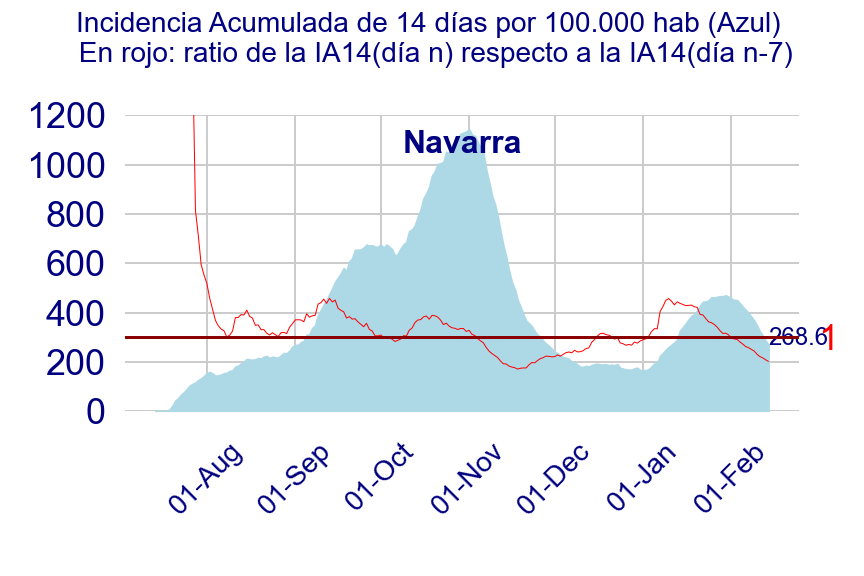 Incidencia Acumulada de 14 días por 100.000 hab (Azul)
En rojo: ratio de la IA14(día n) respecto a la IA14(día n-7)
1200
Navarra
1000
800
600
400
268.6
1
200
0
01-Aug
01-Sep
01-Oct
01-Nov
01-Dec
01-Jan
01-Feb